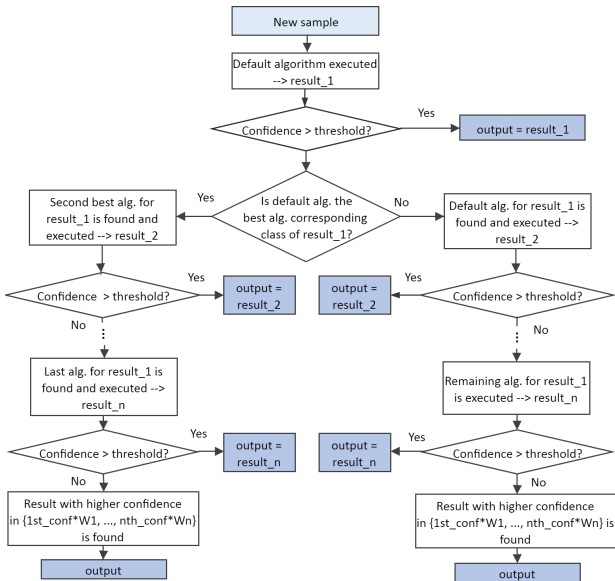 New sample
Default algorithm executed
--> result_1
Confidence > threshold?
Yes
output = result_1
Is default alg. the
best alg. corresponding
class of result_1?
Yes
No
Second best alg. for
result_1 is found and
executed --> result_2
Default alg. for result_1 is
found and executed -->
result_2
Confidence > threshold?
Yes
output =
result_2
output =
result_2
Yes
Confidence > threshold?
No
No
Last alg. for result_1 is
found and executed -->
result_n
Remaining alg. for result_1
is executed --> result_n
Confidence > threshold?
Yes
output =
result_n
output =
result_n
Yes
Confidence > threshold?
No
No
Result with higher confidence
in {1st_conf*W1, ..., nth_conf*Wn}
is found
Result with higher confidence
in {1st_conf*W1, ..., nth_conf*Wn} is
found
output
output